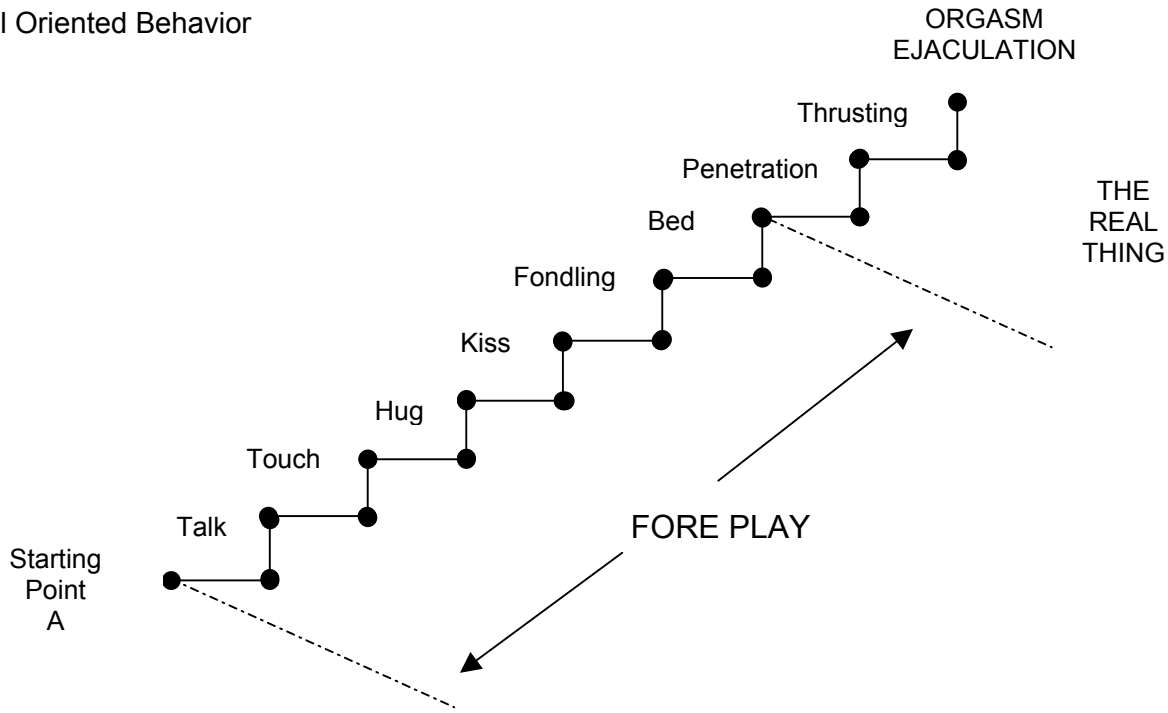 l Oriented Behavior
ORGASM
EJACULATION
Thrusting
Penetration
THE
REAL
THING
Bed
Fondling
Kiss
Hug
Touch
FORE PLAY
Talk
Starting
Point
A